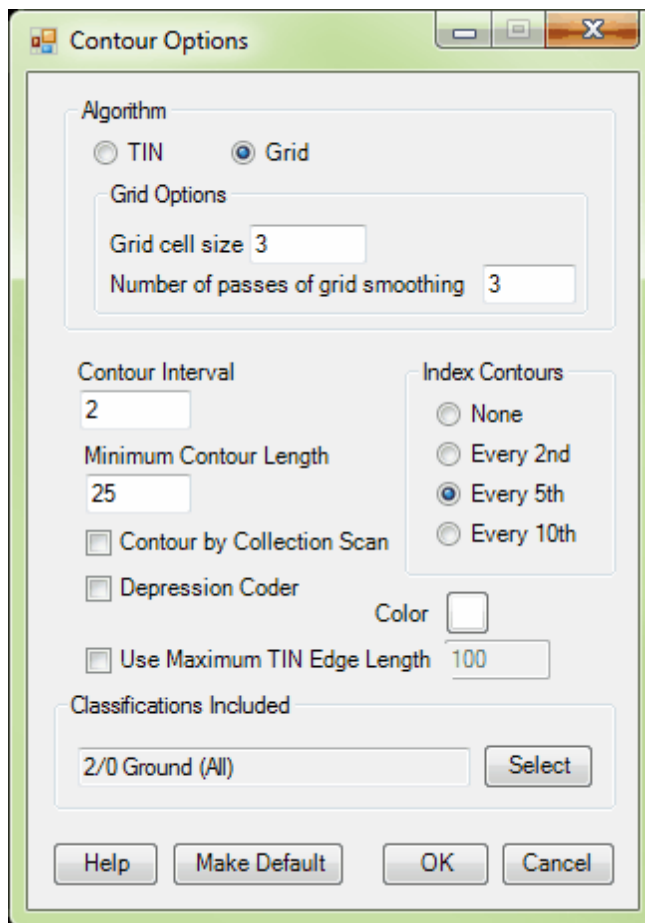 Contour Options
Algorithm
TIN Grid
Grid Options
Grid cell size 3
Number of passes of grid smoothing 3
Contour Interval
2
Minimum Contour Length
25
Contour by Collection Scan
Depression Coder
Color
Use Maximum TIN Edge Length 100
Index Contours
None
Every 2nd
Every 5th
Every 10th
Classifications Included
2/0 Ground (All) Select
Help Make Default OK Cancel